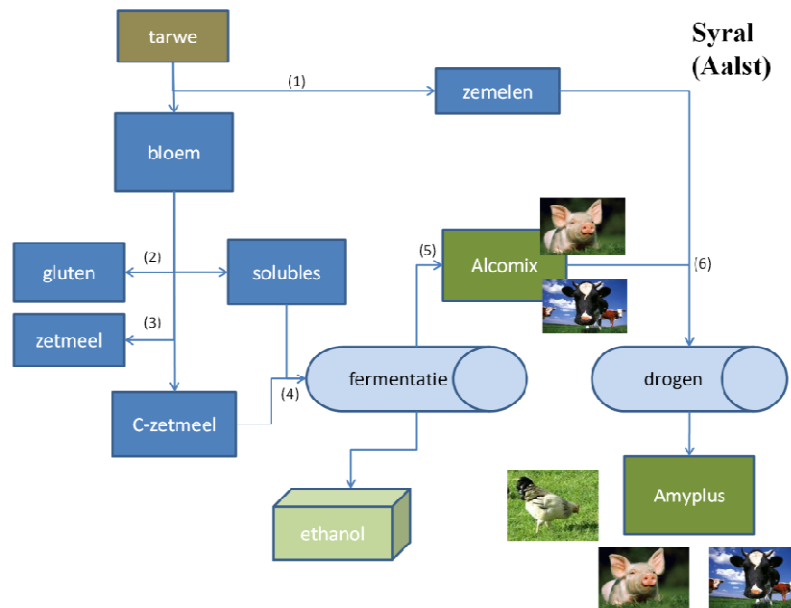 tarwe
Syral
(Aalst)
(1)
zemelen
bloem
(2)
gluten
solubles
(5)
Alcomix
(6)
(3)
zetmeel
fermentatie
drogen
(4)
C-zetmeel
Amyplus
ethanol